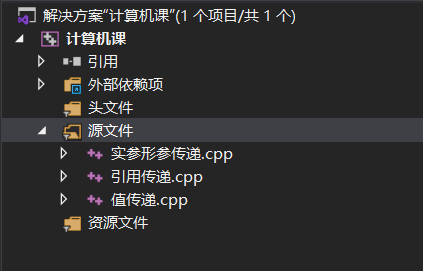 解决方案"计算机课"(1 个项目/共 1 个)
计算机课
引用
外部依赖项
头文件
源文件
实参形参传递.cpp
引用传递.cpp
值传递.cpp
资源文件